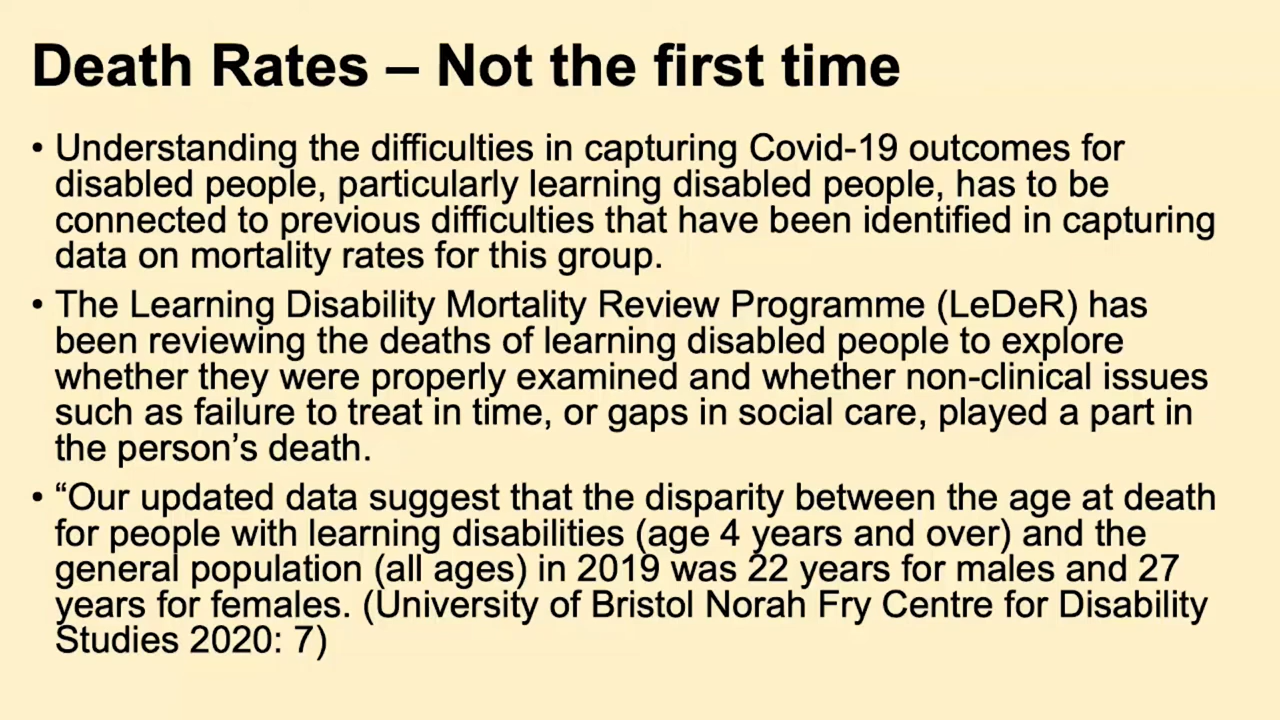 Death Rates – Not the first time
• Understanding the difficulties in capturing Covid-19 outcomes for
disabled people, particularly learning disabled people, has to be
connected to previous difficulties that have been identified in capturing
data on mortality rates for this group.
• The Learning Disability Mortality Review Programme (LeDeR) has
been reviewing the deaths of learning disabled people to explore
whether they were properly examined and whether non-clinical issues
such as failure to treat in time, or gaps in social care, played a part in
the person’s death.
• “Our updated data suggest that the disparity between the age at death
for people with learning disabilities (age 4 years and over) and the
general population (all ages) in 2019 was 22 years for males and 27
years for females. (University of Bristol Norah Fry Centre for Disability
Studies 2020: 7)